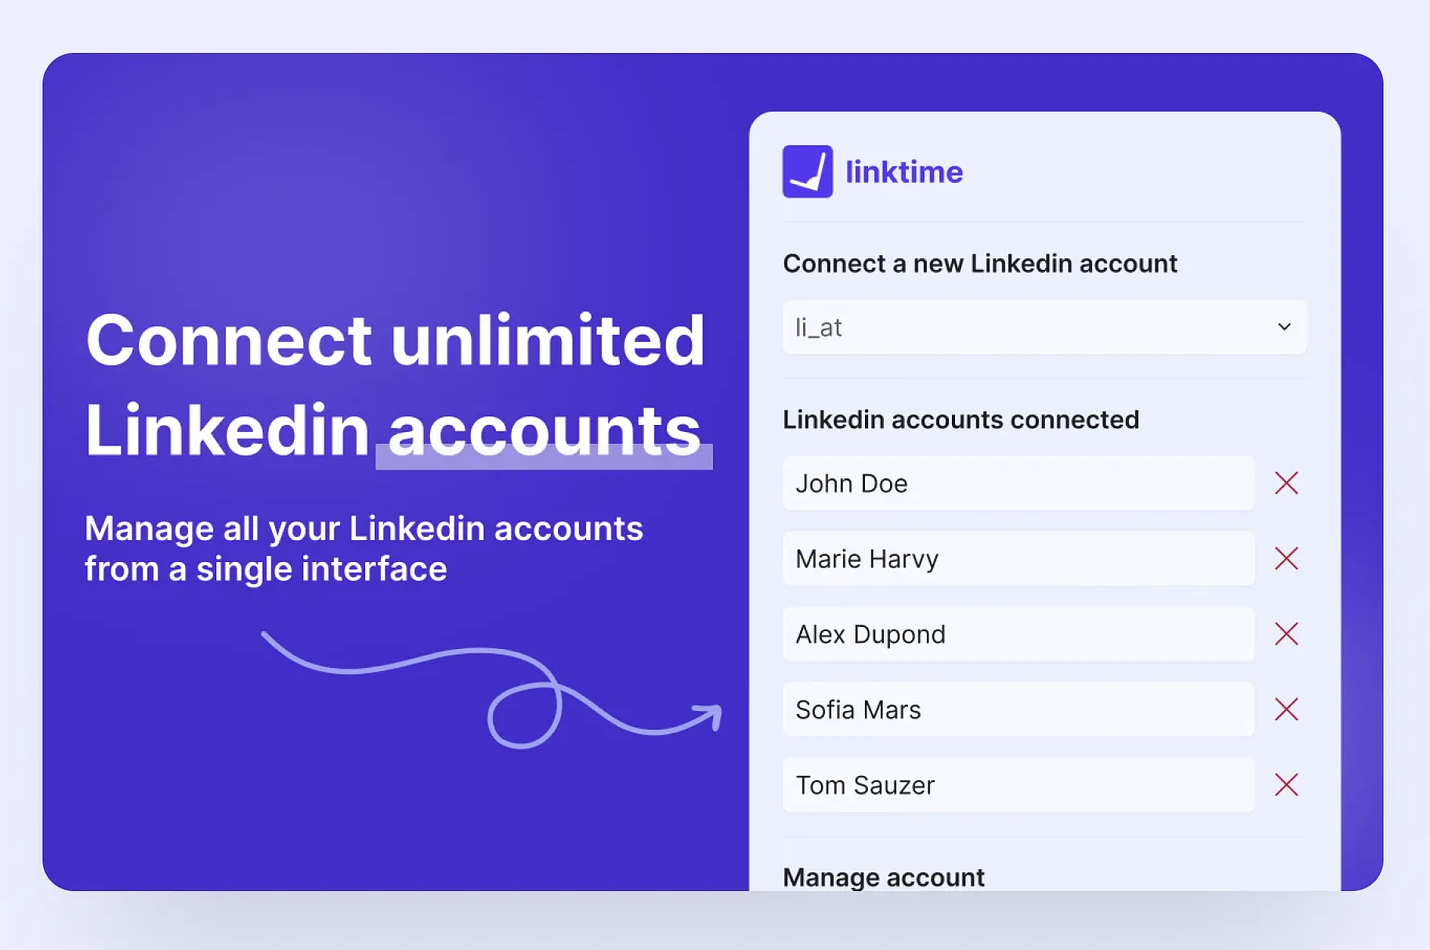 Connect unlimited
Linkedin accounts
Manage all your Linkedin accounts
from a single interface
linktime
Connect a new Linkedin account
li_at
Linkedin accounts connected
John Doe
Marie Harvy
Alex Dupond
Sofia Mars
Tom Sauzer
Manage account